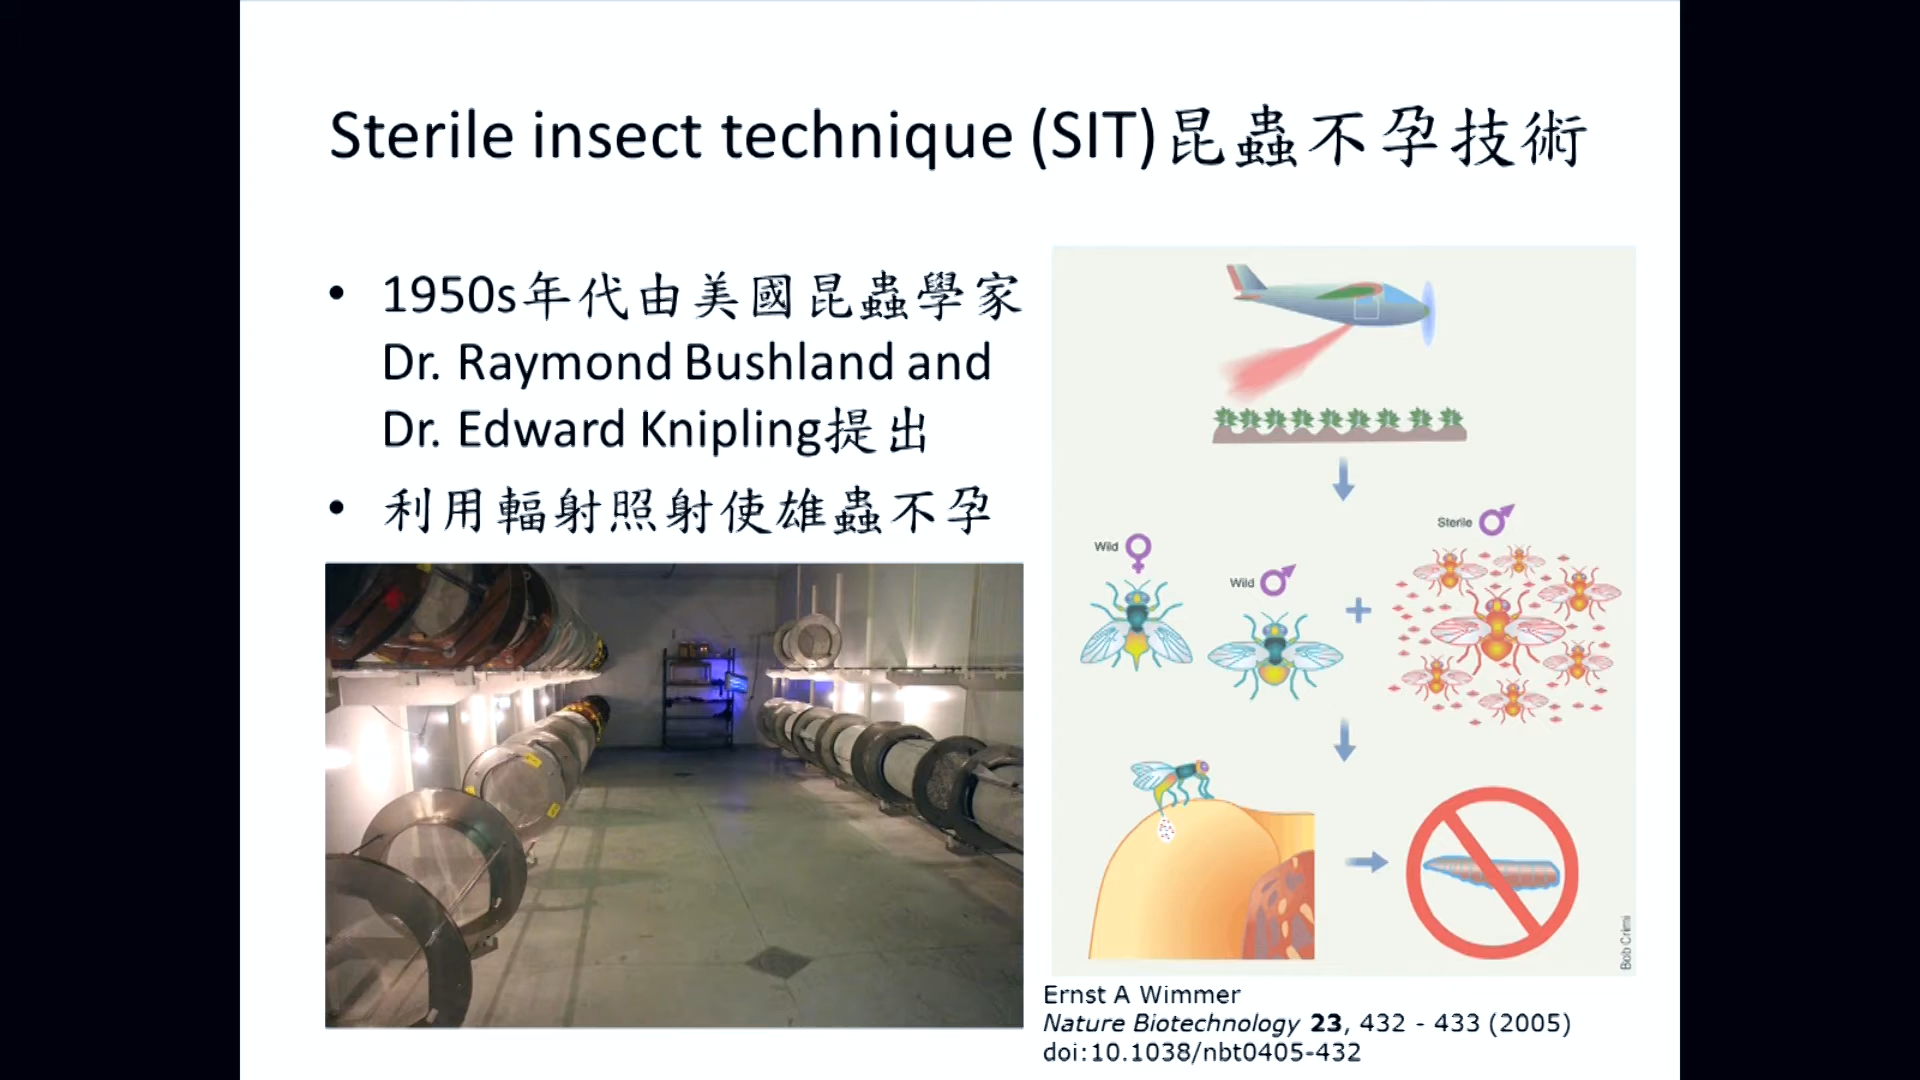 Sterile insect technique (SIT)昆蟲不孕技術
• 1950s年代由美國昆蟲學家
Dr. Raymond Bushland and
Dr. Edward Knipling提出
• 利用輻射照射使雄蟲不孕
Sterile
Wild
Wild
Bob Crimi
Ernst A Wimmer
Nature Biotechnology 23, 432 - 433 (2005)
doi:10.1038/nbt0405-432